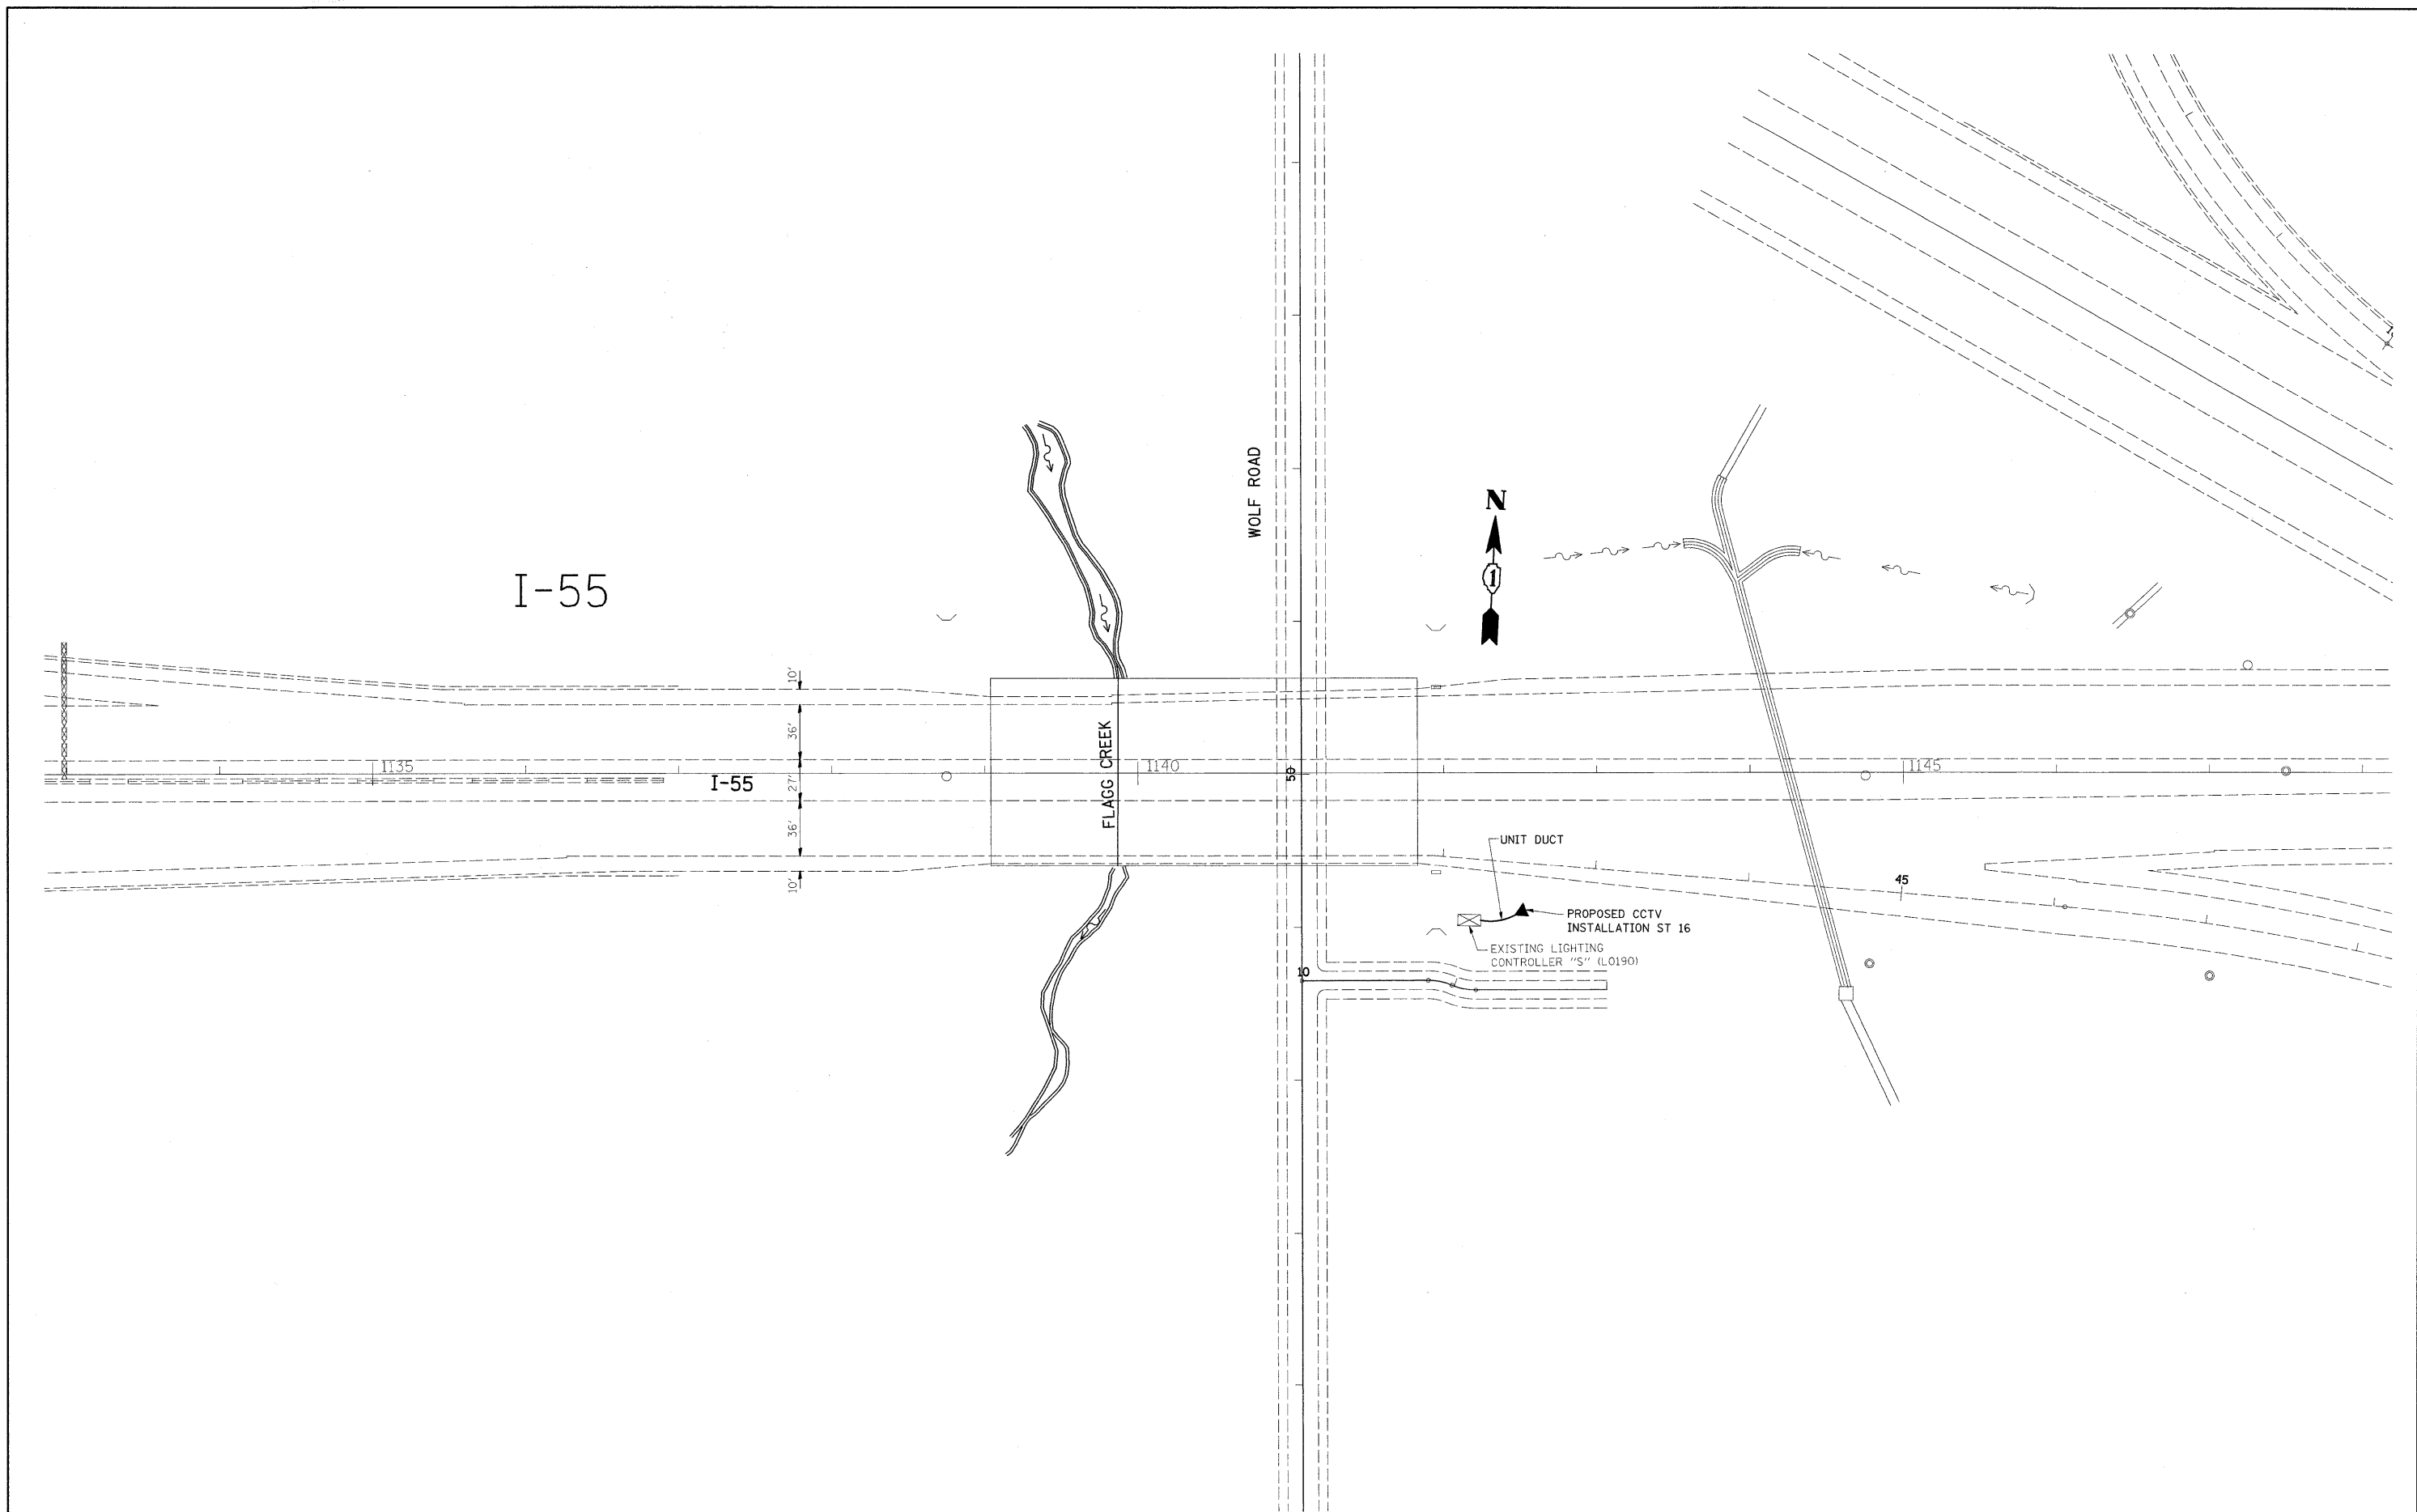 WOLF ROAD
N
1
I-55
10'
36'
FLAGG CREEK
1135
1140
1145
I-55
27'
50
36'
UNIT DUCT
10'
45
PROPOSED CCTV
INSTALLATION ST 16
EXISTING LIGHTING
CONTROLLER "S" (L0190)
10